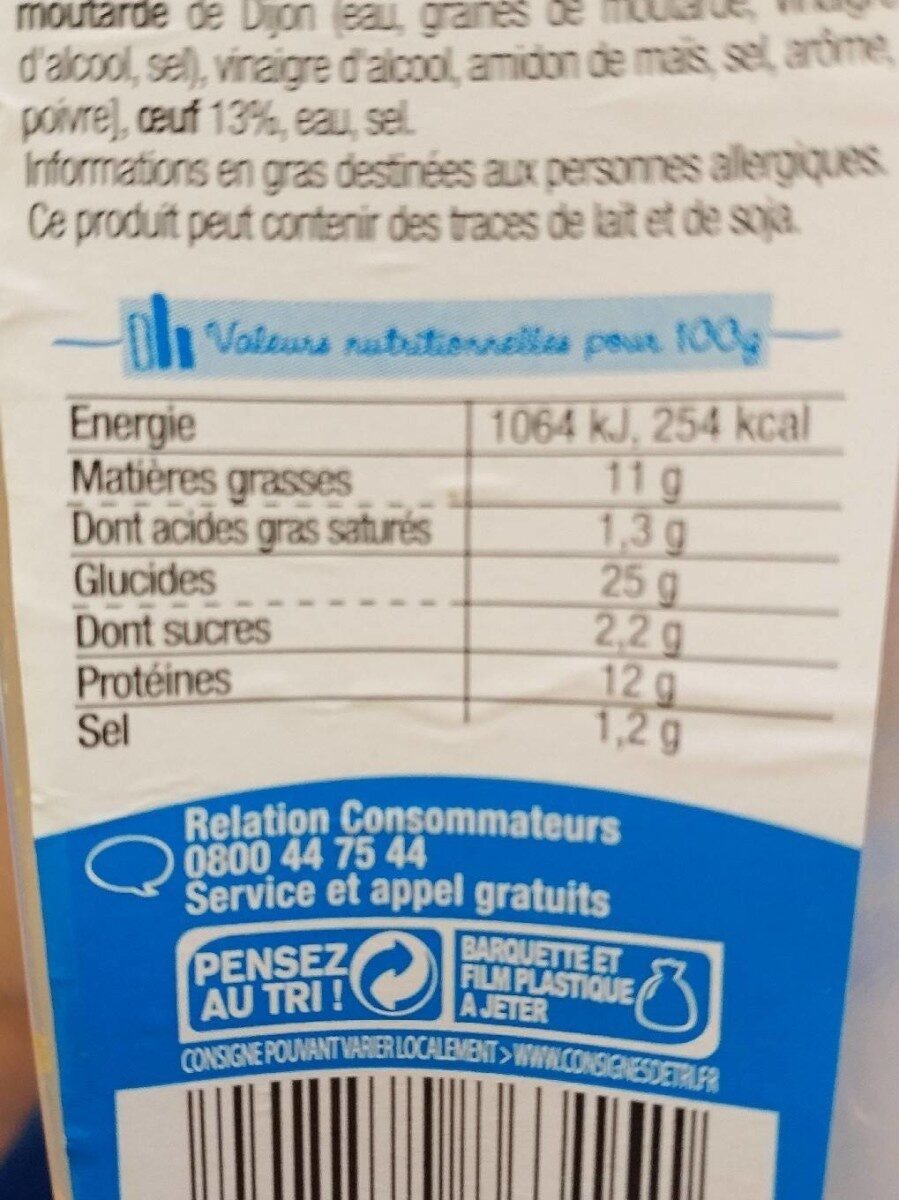 moutarde de Dijon (eau, graines de moutarde, vinaigre
d'alcool, sel), vinaigre d'alcool, amidon de maïs, sel, arôme,
poivre], œuf 13%, eau, sel.
Informations en gras destinées aux personnes allergiques.
Ce produit peut contenir des traces de lait et de soja.
Valeurs nutritionnelles pour 100g
Energie 1064 kJ, 254 kcal
Matières grasses 11 g
Dont acides gras saturés 1,3 g
Glucides 25 g
Dont sucres 2,2 g
Protéines 12 g
Sel 1,2 g
Relation Consommateurs
0800 44 75 44
Service et appel gratuits
PENSEZ
AU TRI !
BARQUETTE ET
FILM PLASTIQUE
A JETER
CONSIGNE POUVANT VARIER LOCALEMENT > WWW.CONSIGNESDETRI.FR